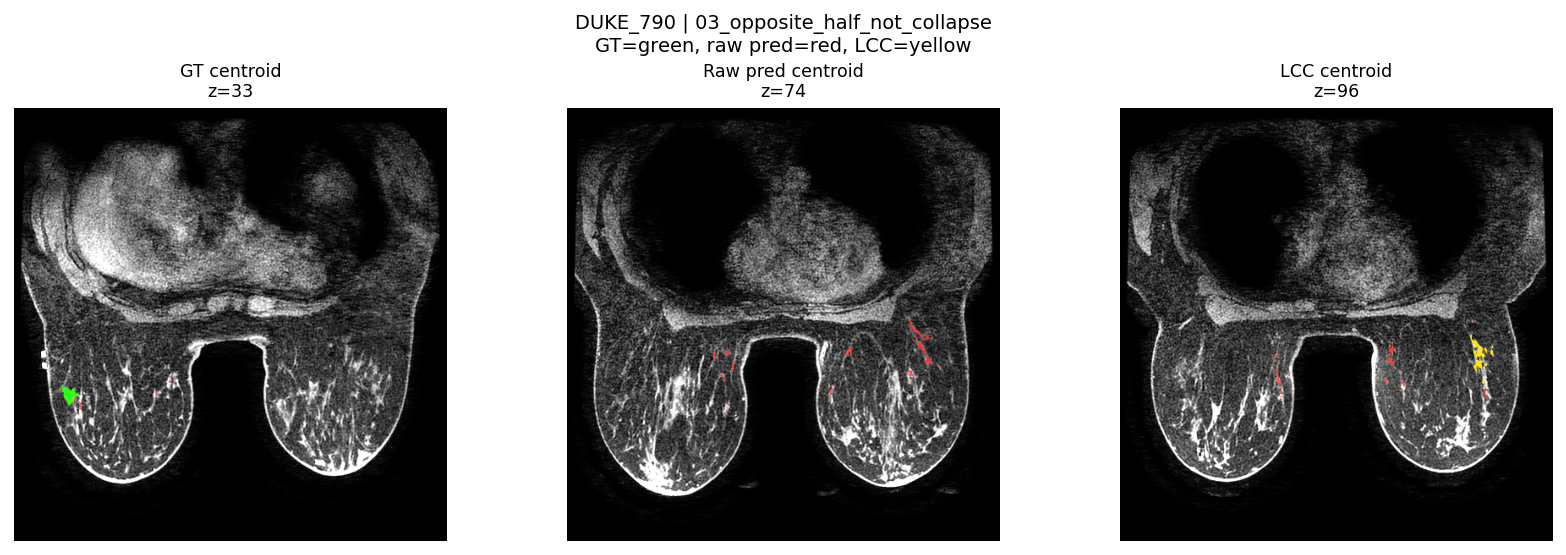 DUKE_790 | 03_opposite_half_not_collapse
GT=green, raw pred=red, LCC=yellow
GT centroid
z=33
Raw pred centroid
z=74
LCC centroid
z=96